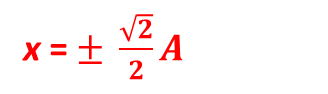 x = ± √2/2 A